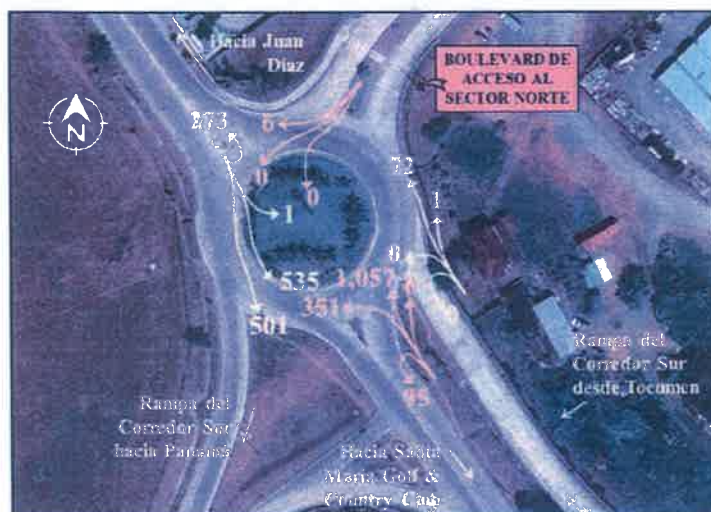 Hacia Juan
Díaz
BOULEVARD DE
ACCESO AL
SECTOR NORTE
N
273
6
0
0
72
1
1
0
535
1,057
351
501
95
Rampa del
Corredor Sur
desde Tocumen
Rampa del
Corredor Sur
hacia Panamá
Hacia Santa
María Golf &
Country Club